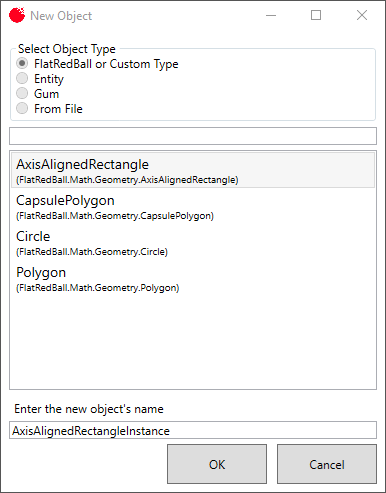 New Object
Select Object Type
FlatRedBall or Custom Type
Entity
Gum
From File
AxisAlignedRectangle
(FlatRedBall.Math.Geometry.AxisAlignedRectangle)
CapsulePolygon
(FlatRedBall.Math.Geometry.CapsulePolygon)
Circle
(FlatRedBall.Math.Geometry.Circle)
Polygon
(FlatRedBall.Math.Geometry.Polygon)
Enter the new object's name
AxisAlignedRectangleInstance
OK Cancel